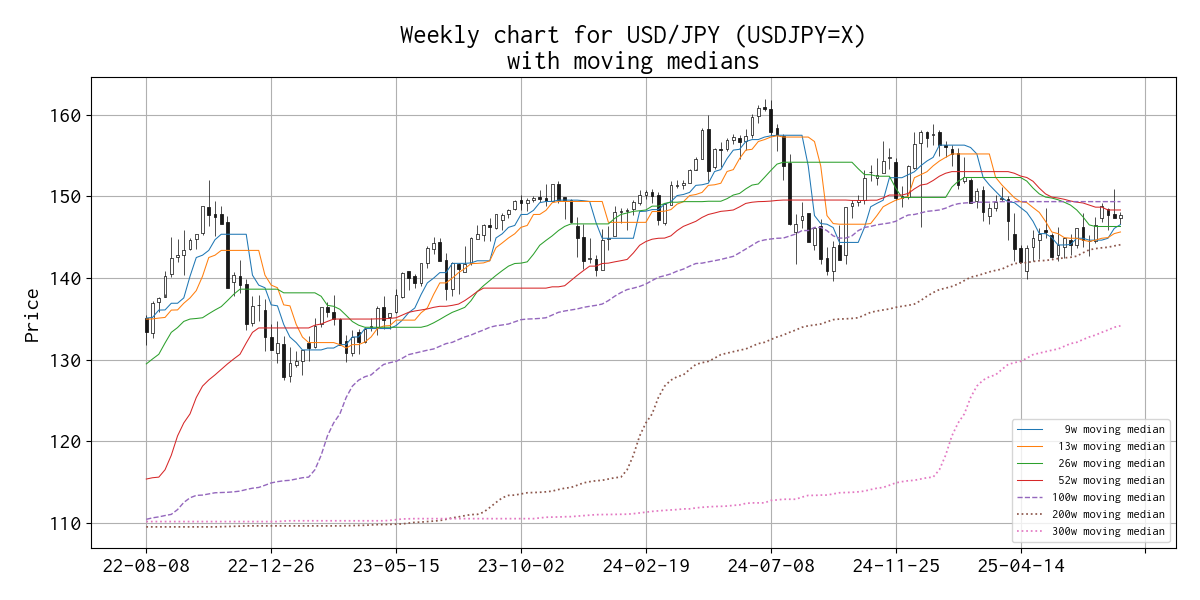 Weekly chart for USD/JPY (USDJPY=X)
with moving medians
Price
160
150
140
130
120
110
22-08-08 22-12-26 23-05-15 23-10-02 24-02-19 24-07-08 24-11-25 25-04-14
9w moving median
13w moving median
26w moving median
52w moving median
100w moving median
200w moving median
300w moving median